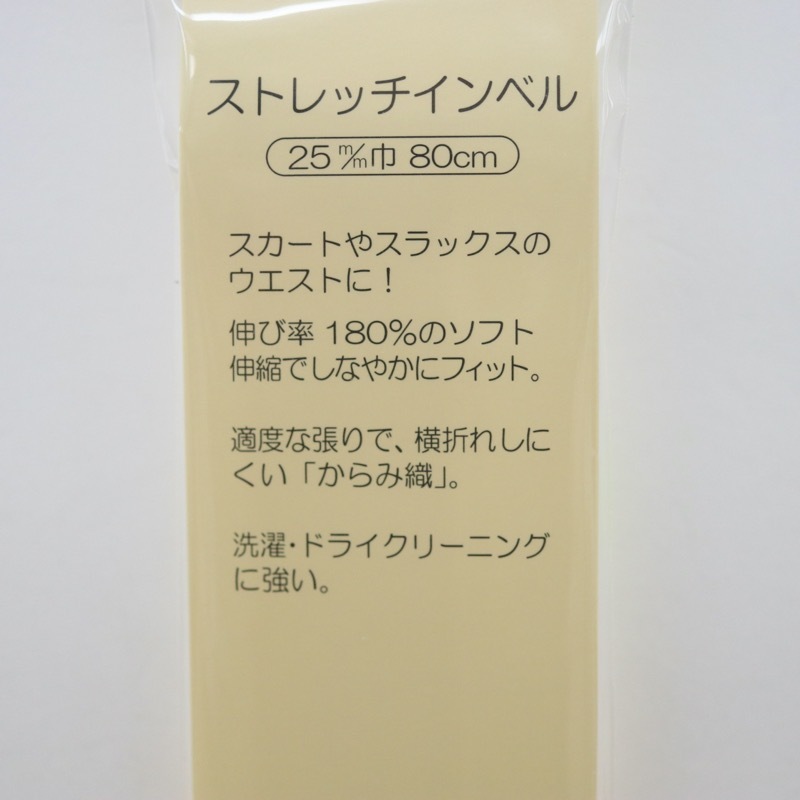 ストレッチインベル
25㎜巾 80cm
スカートやスラックスの
ウエストに！
伸び率 180%のソフト
伸縮でしなやかにフィット。
適度な張りで、横折れしに
くい「からみ織」。
洗濯・ドライクリーニング
に強い。